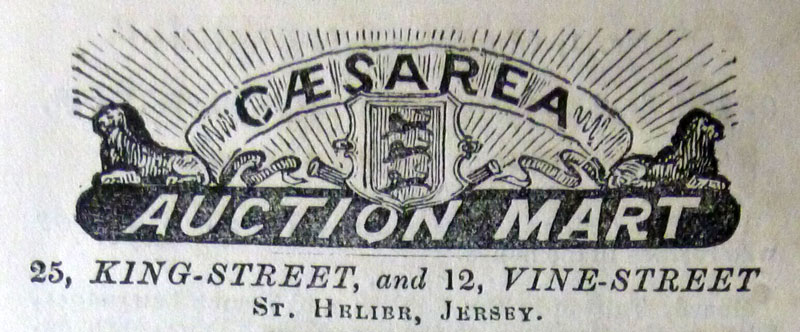 CÆSAREA
AUCTION MART
25, KING-STREET, and 12, VINE-STREET
ST. HELIER, JERSEY.